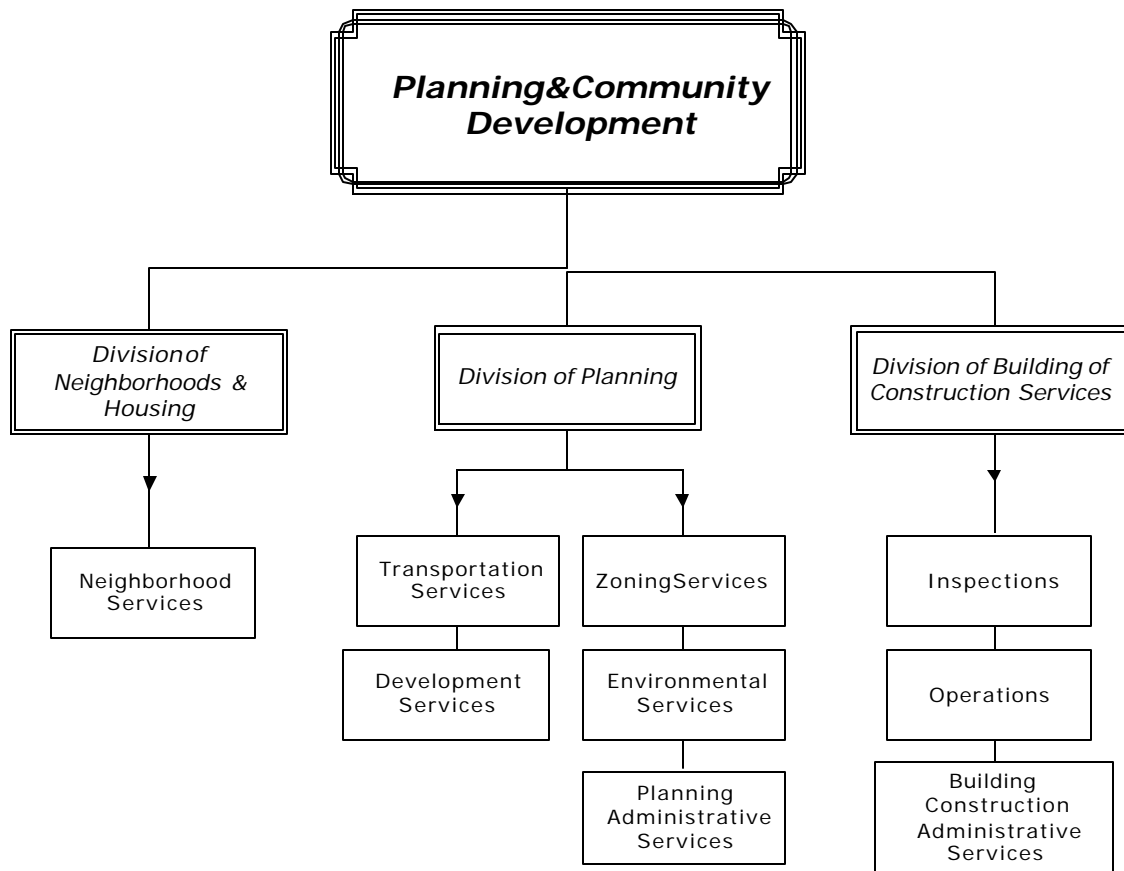 Planning&Community
Development
Divisionof
Neighborhoods &
Housing
Division of Planning
Division of Building of
Construction Services
Neighborhood
Services
Transportation
Services
ZoningServices
Inspections
Development
Services
Environmental
Services
Operations
Planning
Administrative
Services
Building
Construction
Administrative
Services